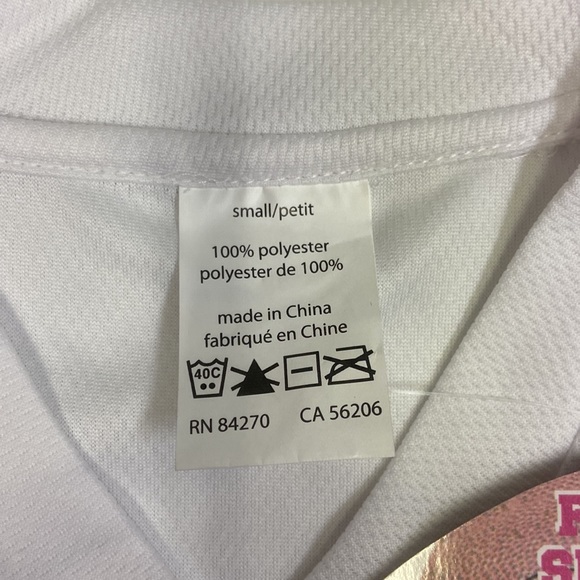 small/petit
100% polyester
polyester de 100%
made in China
fabriqué en Chine
40C
RN 84270 CA 56206